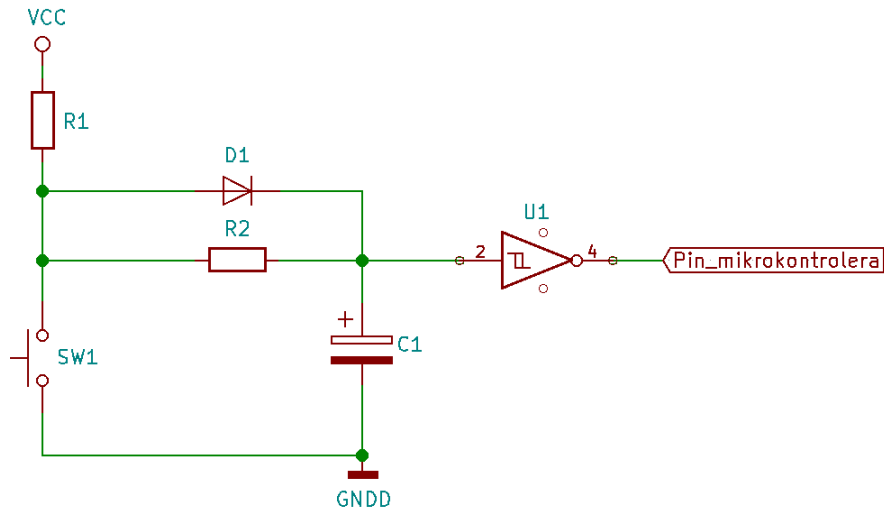 VCC
R1
D1
R2
U1
2
4
Pin_mikrokontrolera
SW1
+
C1
GNDD